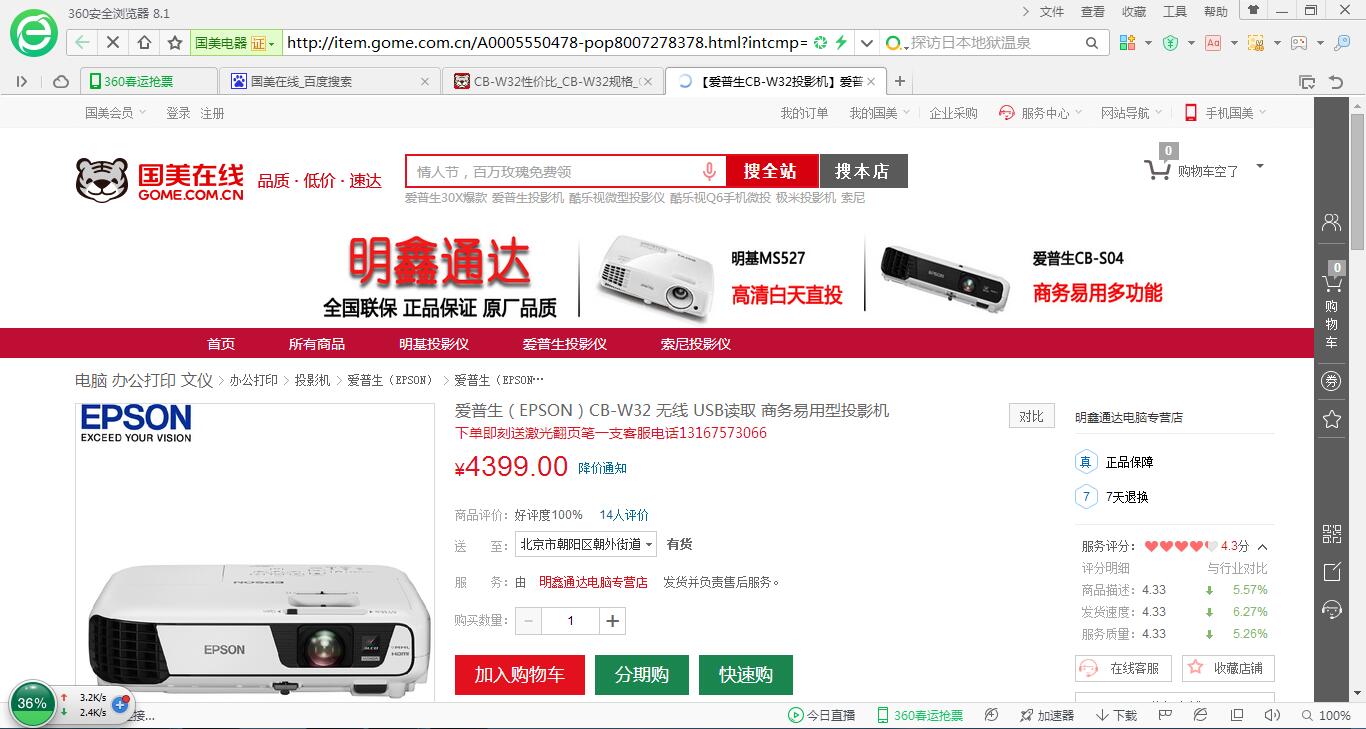 360安全浏览器 8.1
文件 查看 收藏 工具 帮助
国美电器 证 http://item.gome.com.cn/A0005550478-pop8007278378.html?intcmp= 探访日本地狱温泉
360春运抢票 国美在线_百度搜索 CB-W32性价比_CB-W32规格_ 【爱普生CB-W32投影机】爱普
国美会员 登录 注册 我的订单 我的国美 企业采购 服务中心 网站导航 手机国美
国美在线 GOME.COM.CN
品质 · 低价 · 速达
情人节，百万玫瑰免费领 搜全站 搜本店
0 购物车空了
爱普生30X爆款 爱普生投影机 酷乐视微型投影仪 酷乐视Q6手机微投 极米投影机 索尼
明鑫通达
全国联保 正品保证 原厂品质
明基MS527
高清白天直投
爱普生CB-S04
商务易用多功能
首页 所有商品 明基投影仪 爱普生投影仪 索尼投影仪
电脑 办公打印 文仪 > 办公打印 > 投影机 > 爱普生（EPSON） > 爱普生（EPSON…
EPSON
EXCEED YOUR VISION
EPSON
EPSON
3LCD
HDMI
爱普生（EPSON）CB-W32 无线 USB读取 商务易用型投影机
对比
下单即刻送激光翻页笔一支客服电话13167573066
¥4399.00 降价通知
商品评价： 好评度100% 14人评价
送 至： 北京市朝阳区朝外街道 有货
服 务： 由 明鑫通达电脑专营店 发货并负责售后服务。
购买数量： − 1 +
加入购物车 分期购 快速购
明鑫通达电脑专营店
真 正品保障
7 7天退换
服务评分： 4.3分
评分明细 与行业对比
商品描述： 4.33 5.57%
发货速度： 4.33 6.27%
服务质量： 4.33 5.26%
在线客服 收藏店铺
0
购物车
券
36% 3.2K/s
2.4K/s
接...
今日直播 360春运抢票 加速器 下载 100%